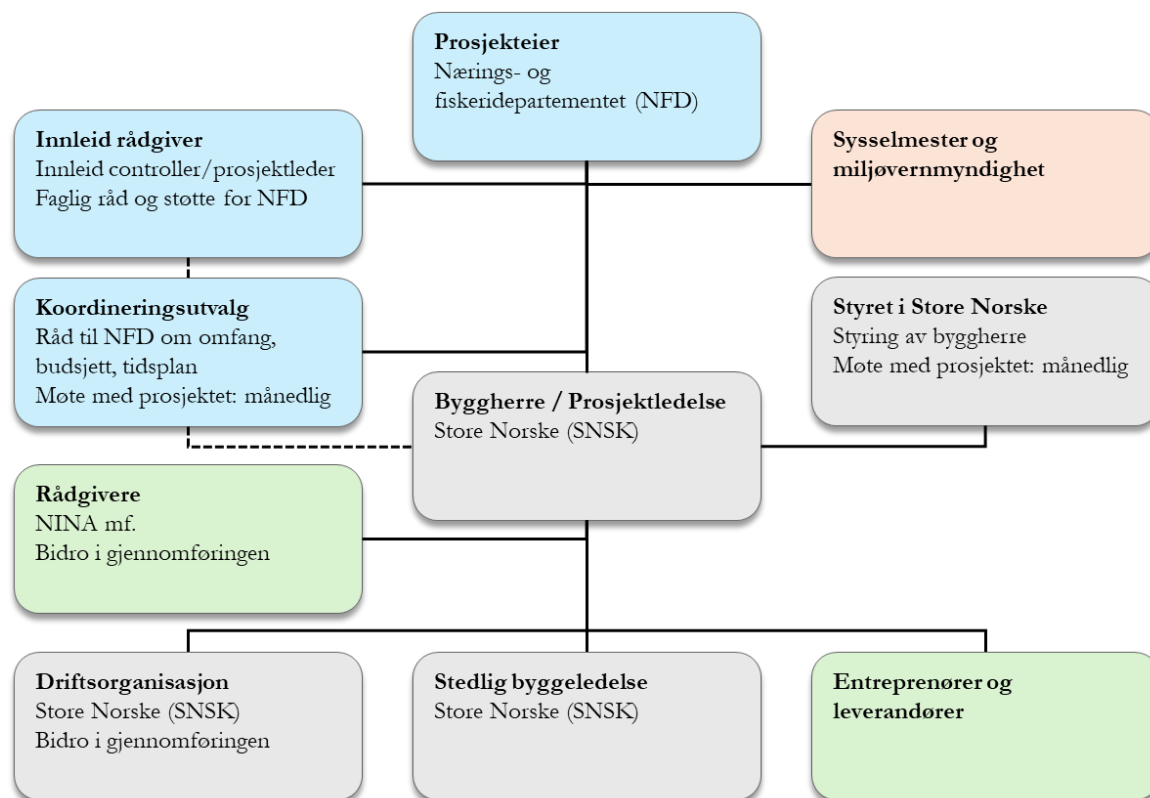 Prosjekteier
Nærings- og
fiskeridepartementet (NFD)
Innleid rådgiver
Innleid controller/prosjektleder
Faglig råd og støtte for NFD
Sysselmester og
miljøvernmyndighet
Koordineringsutvalg
Råd til NFD om omfang,
budsjett, tidsplan
Møte med prosjektet: månedlig
Styret i Store Norske
Styring av byggherre
Møte med prosjektet: månedlig
Byggherre / Prosjektledelse
Store Norske (SNSK)
Rådgivere
NINA mf.
Bidro i gjennomføringen
Driftsorganisasjon
Store Norske (SNSK)
Bidro i gjennomføringen
Stedlig byggeledelse
Store Norske (SNSK)
Entreprenører og
leverandører